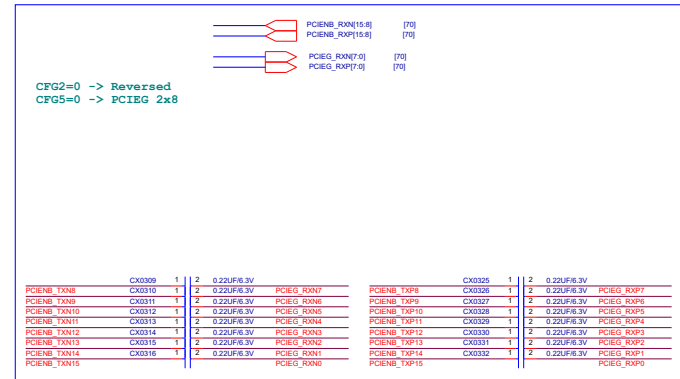 PCIENB_RXN[15:8] [70]
PCIENB_RXP[15:8] [70]
PCIEG_RXN[7:0] [70]
PCIEG_RXP[7:0] [70]
CFG2=0 -> Reversed
CFG5=0 -> PCIEG 2x8
CX0309 1 2 0.22UF/6.3V CX0325 1 2 0.22UF/6.3V
PCIENB_TXN8 CX0310 1 2 0.22UF/6.3V PCIEG_RXN7 PCIENB_TXP8 CX0326 1 2 0.22UF/6.3V PCIEG_RXP7
PCIENB_TXN9 CX0311 1 2 0.22UF/6.3V PCIEG_RXN6 PCIENB_TXP9 CX0327 1 2 0.22UF/6.3V PCIEG_RXP6
PCIENB_TXN10 CX0312 1 2 0.22UF/6.3V PCIEG_RXN5 PCIENB_TXP10 CX0328 1 2 0.22UF/6.3V PCIEG_RXP5
PCIENB_TXN11 CX0313 1 2 0.22UF/6.3V PCIEG_RXN4 PCIENB_TXP11 CX0329 1 2 0.22UF/6.3V PCIEG_RXP4
PCIENB_TXN12 CX0314 1 2 0.22UF/6.3V PCIEG_RXN3 PCIENB_TXP12 CX0330 1 2 0.22UF/6.3V PCIEG_RXP3
PCIENB_TXN13 CX0315 1 2 0.22UF/6.3V PCIEG_RXN2 PCIENB_TXP13 CX0331 1 2 0.22UF/6.3V PCIEG_RXP2
PCIENB_TXN14 CX0316 1 2 0.22UF/6.3V PCIEG_RXN1 PCIENB_TXP14 CX0332 1 2 0.22UF/6.3V PCIEG_RXP1
PCIENB_TXN15 PCIEG_RXN0 PCIENB_TXP15 PCIEG_RXP0